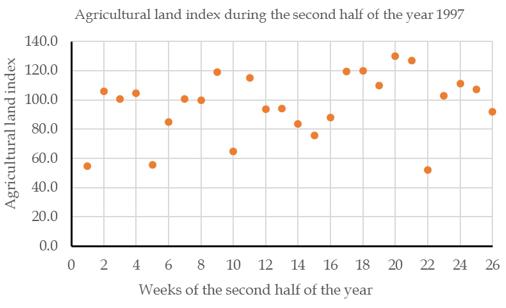 Agricultural land index during the second half of the year 1997
Agricultural land index
140.0
120.0
100.0
80.0
60.0
40.0
20.0
0.0
0 2 4 6 8 10 12 14 16 18 20 22 24 26
Weeks of the second half of the year